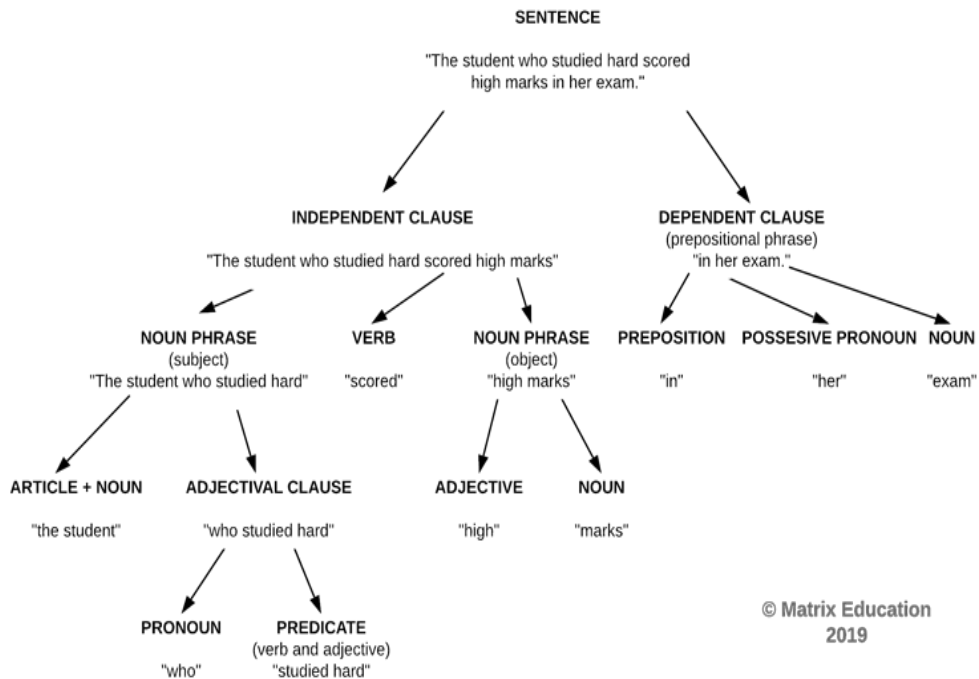 SENTENCE
"The student who studied hard scored
high marks in her exam."
INDEPENDENT CLAUSE
"The student who studied hard scored high marks"
DEPENDENT CLAUSE
(prepositional phrase)
"in her exam."
NOUN PHRASE
(subject)
"The student who studied hard"
VERB
"scored"
NOUN PHRASE
(object)
"high marks"
PREPOSITION
"in"
POSSESIVE PRONOUN
"her"
NOUN
"exam"
ARTICLE + NOUN
"the student"
ADJECTIVAL CLAUSE
"who studied hard"
ADJECTIVE
"high"
NOUN
"marks"
PRONOUN
"who"
PREDICATE
(verb and adjective)
"studied hard"
© Matrix Education
2019